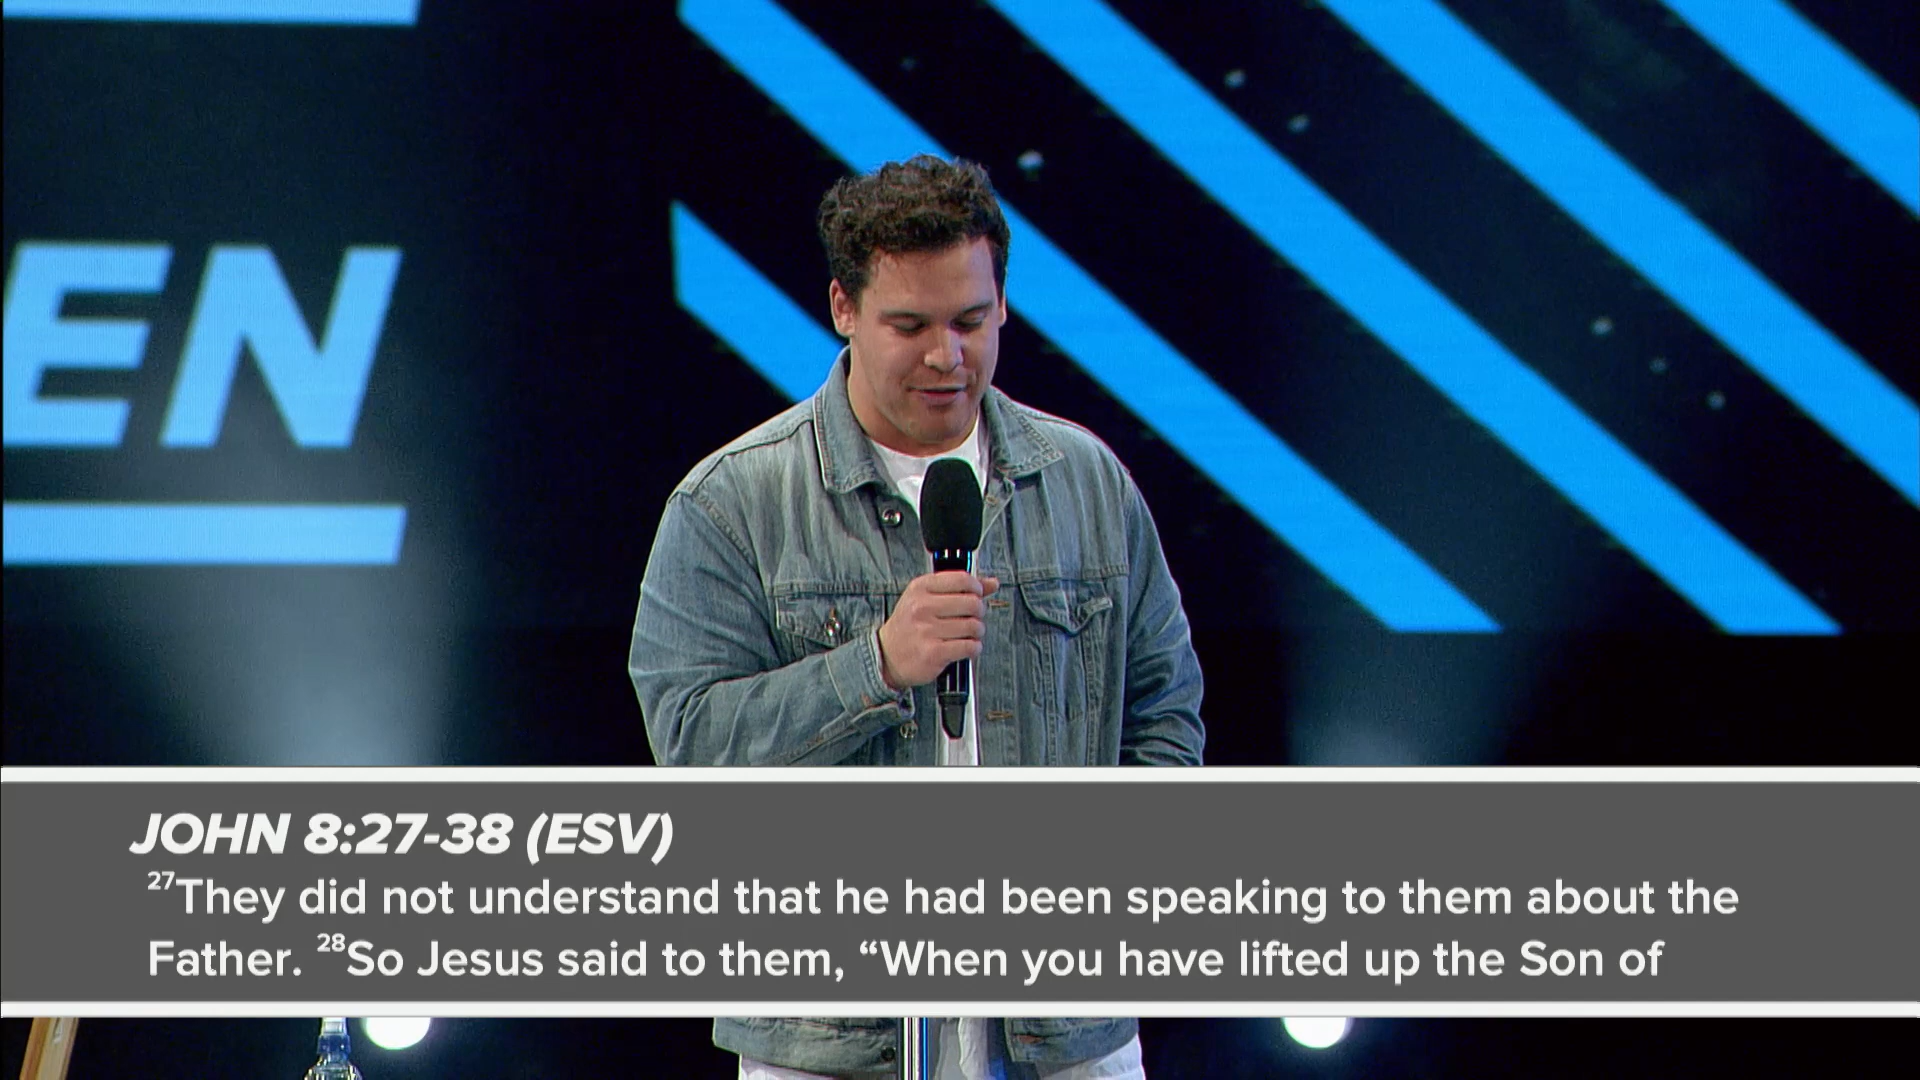 EN
JOHN 8:27-38 (ESV)
27They did not understand that he had been speaking to them about the
Father. 28So Jesus said to them, “When you have lifted up the Son of